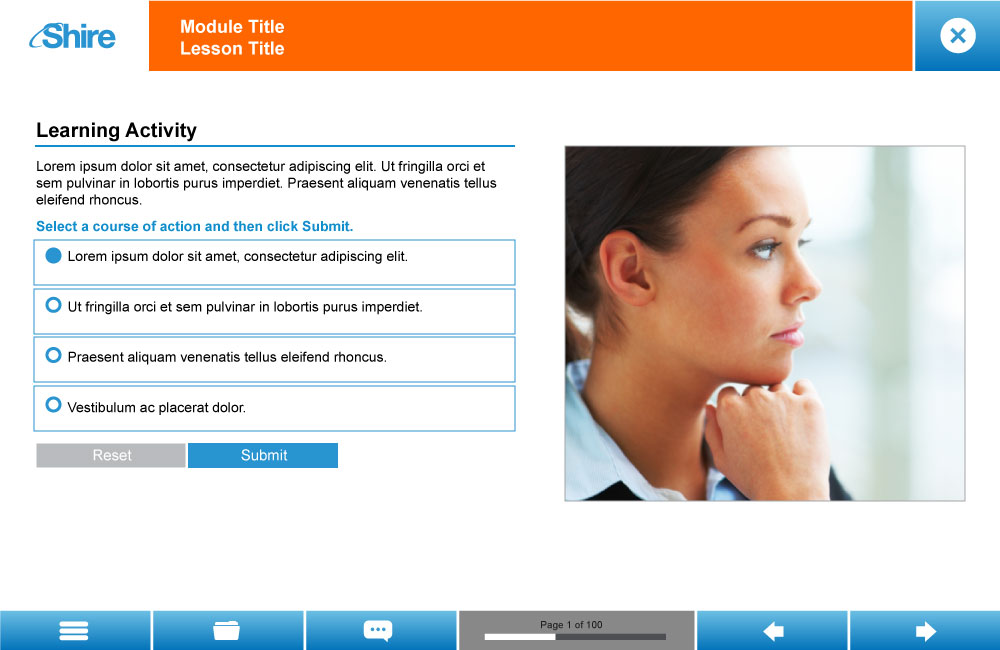 Shire
Module Title
Lesson Title
Learning Activity
Lorem ipsum dolor sit amet, consectetur adipiscing elit. Ut fringilla orci et
sem pulvinar in lobortis purus imperdiet. Praesent aliquam venenatis tellus
eleifend rhoncus.
Select a course of action and then click Submit.
Lorem ipsum dolor sit amet, consectetur adipiscing elit.
Ut fringilla orci et sem pulvinar in lobortis purus imperdiet.
Praesent aliquam venenatis tellus eleifend rhoncus.
Vestibulum ac placerat dolor.
Reset
Submit
Page 1 of 100